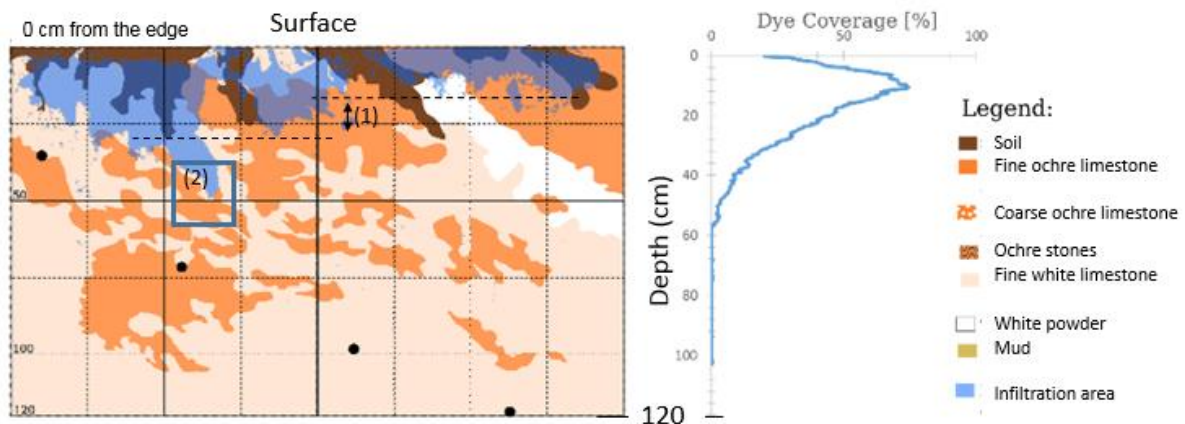 0 cm from the edge
Surface
(1)
(2)
50
100
120
Dye Coverage [%]
0
50
100
0
20
40
60
80
100
120
Depth (cm)
Legend:
Soil
Fine ochre limestone
Coarse ochre limestone
Ochre stones
Fine white limestone
White powder
Mud
Infiltration area